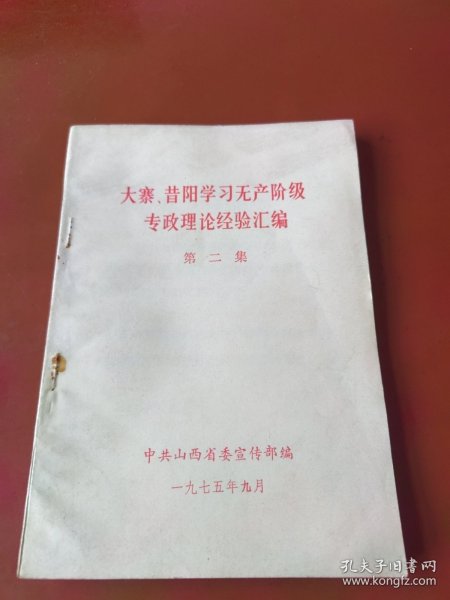 大寨、昔阳学习无产阶级
专政理论经验汇编
第二集
中共山西省委宣传部编
一九七五年九月
孔夫子旧书网
www.kongfz.com